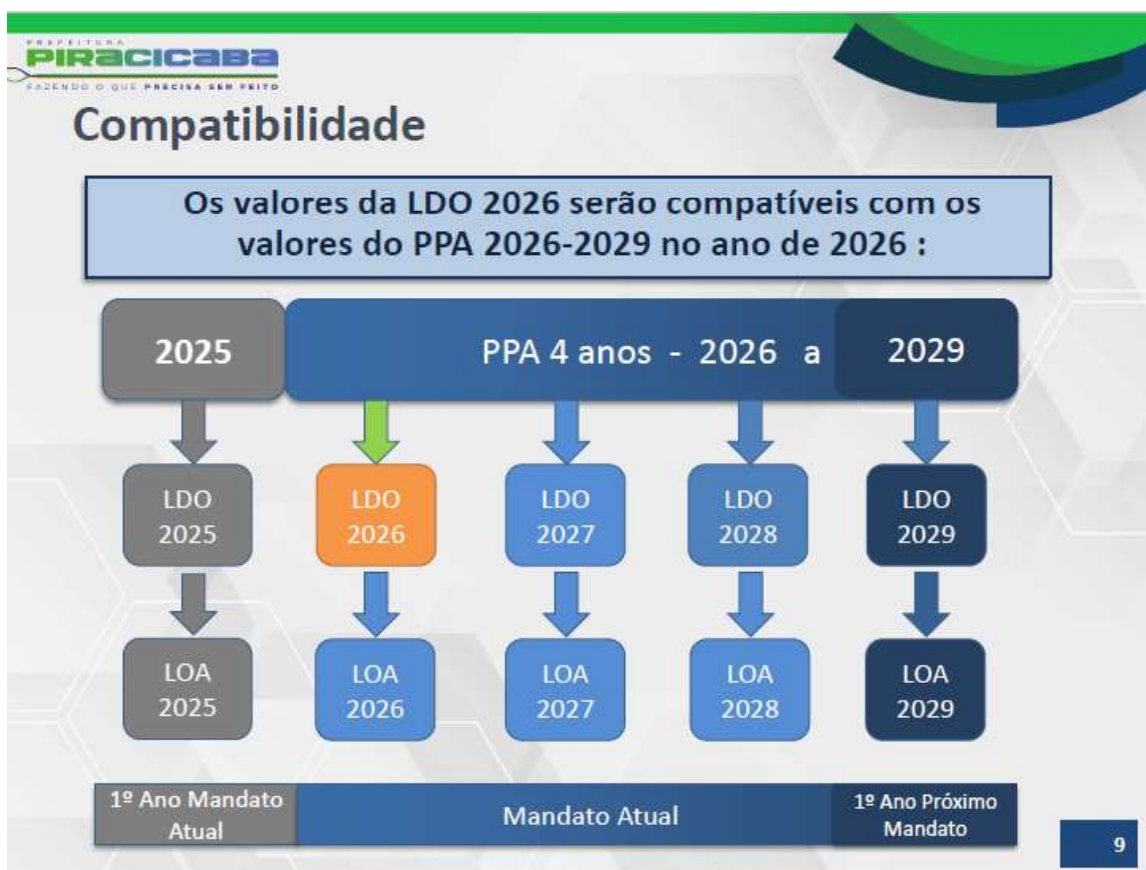 PREFEITURA
PIRACICABA
FAZENDO O QUE PRECISA SER FEITO
Compatibilidade
Os valores da LDO 2026 serão compatíveis com os
valores do PPA 2026-2029 no ano de 2026 :
2025
PPA 4 anos - 2026 a
2029
LDO
2025
LDO
2026
LDO
2027
LDO
2028
LDO
2029
LOA
2025
LOA
2026
LOA
2027
LOA
2028
LOA
2029
1º Ano Mandato
Atual
Mandato Atual
1º Ano Próximo
Mandato
9